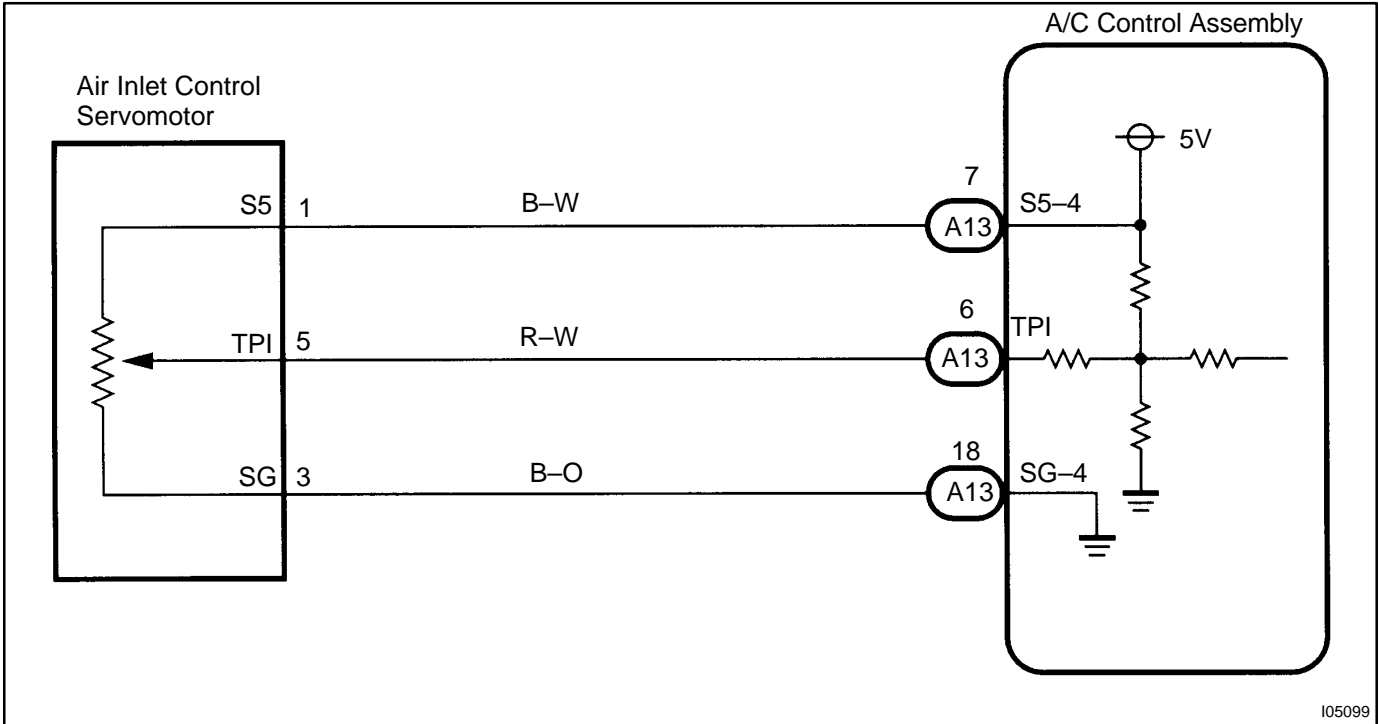 A/C Control Assembly
Air Inlet Control
Servomotor
5V
S5 1 B–W 7 A13 S5–4
TPI 5 R–W 6 A13 TPI
SG 3 B–O 18 A13 SG–4
I05099